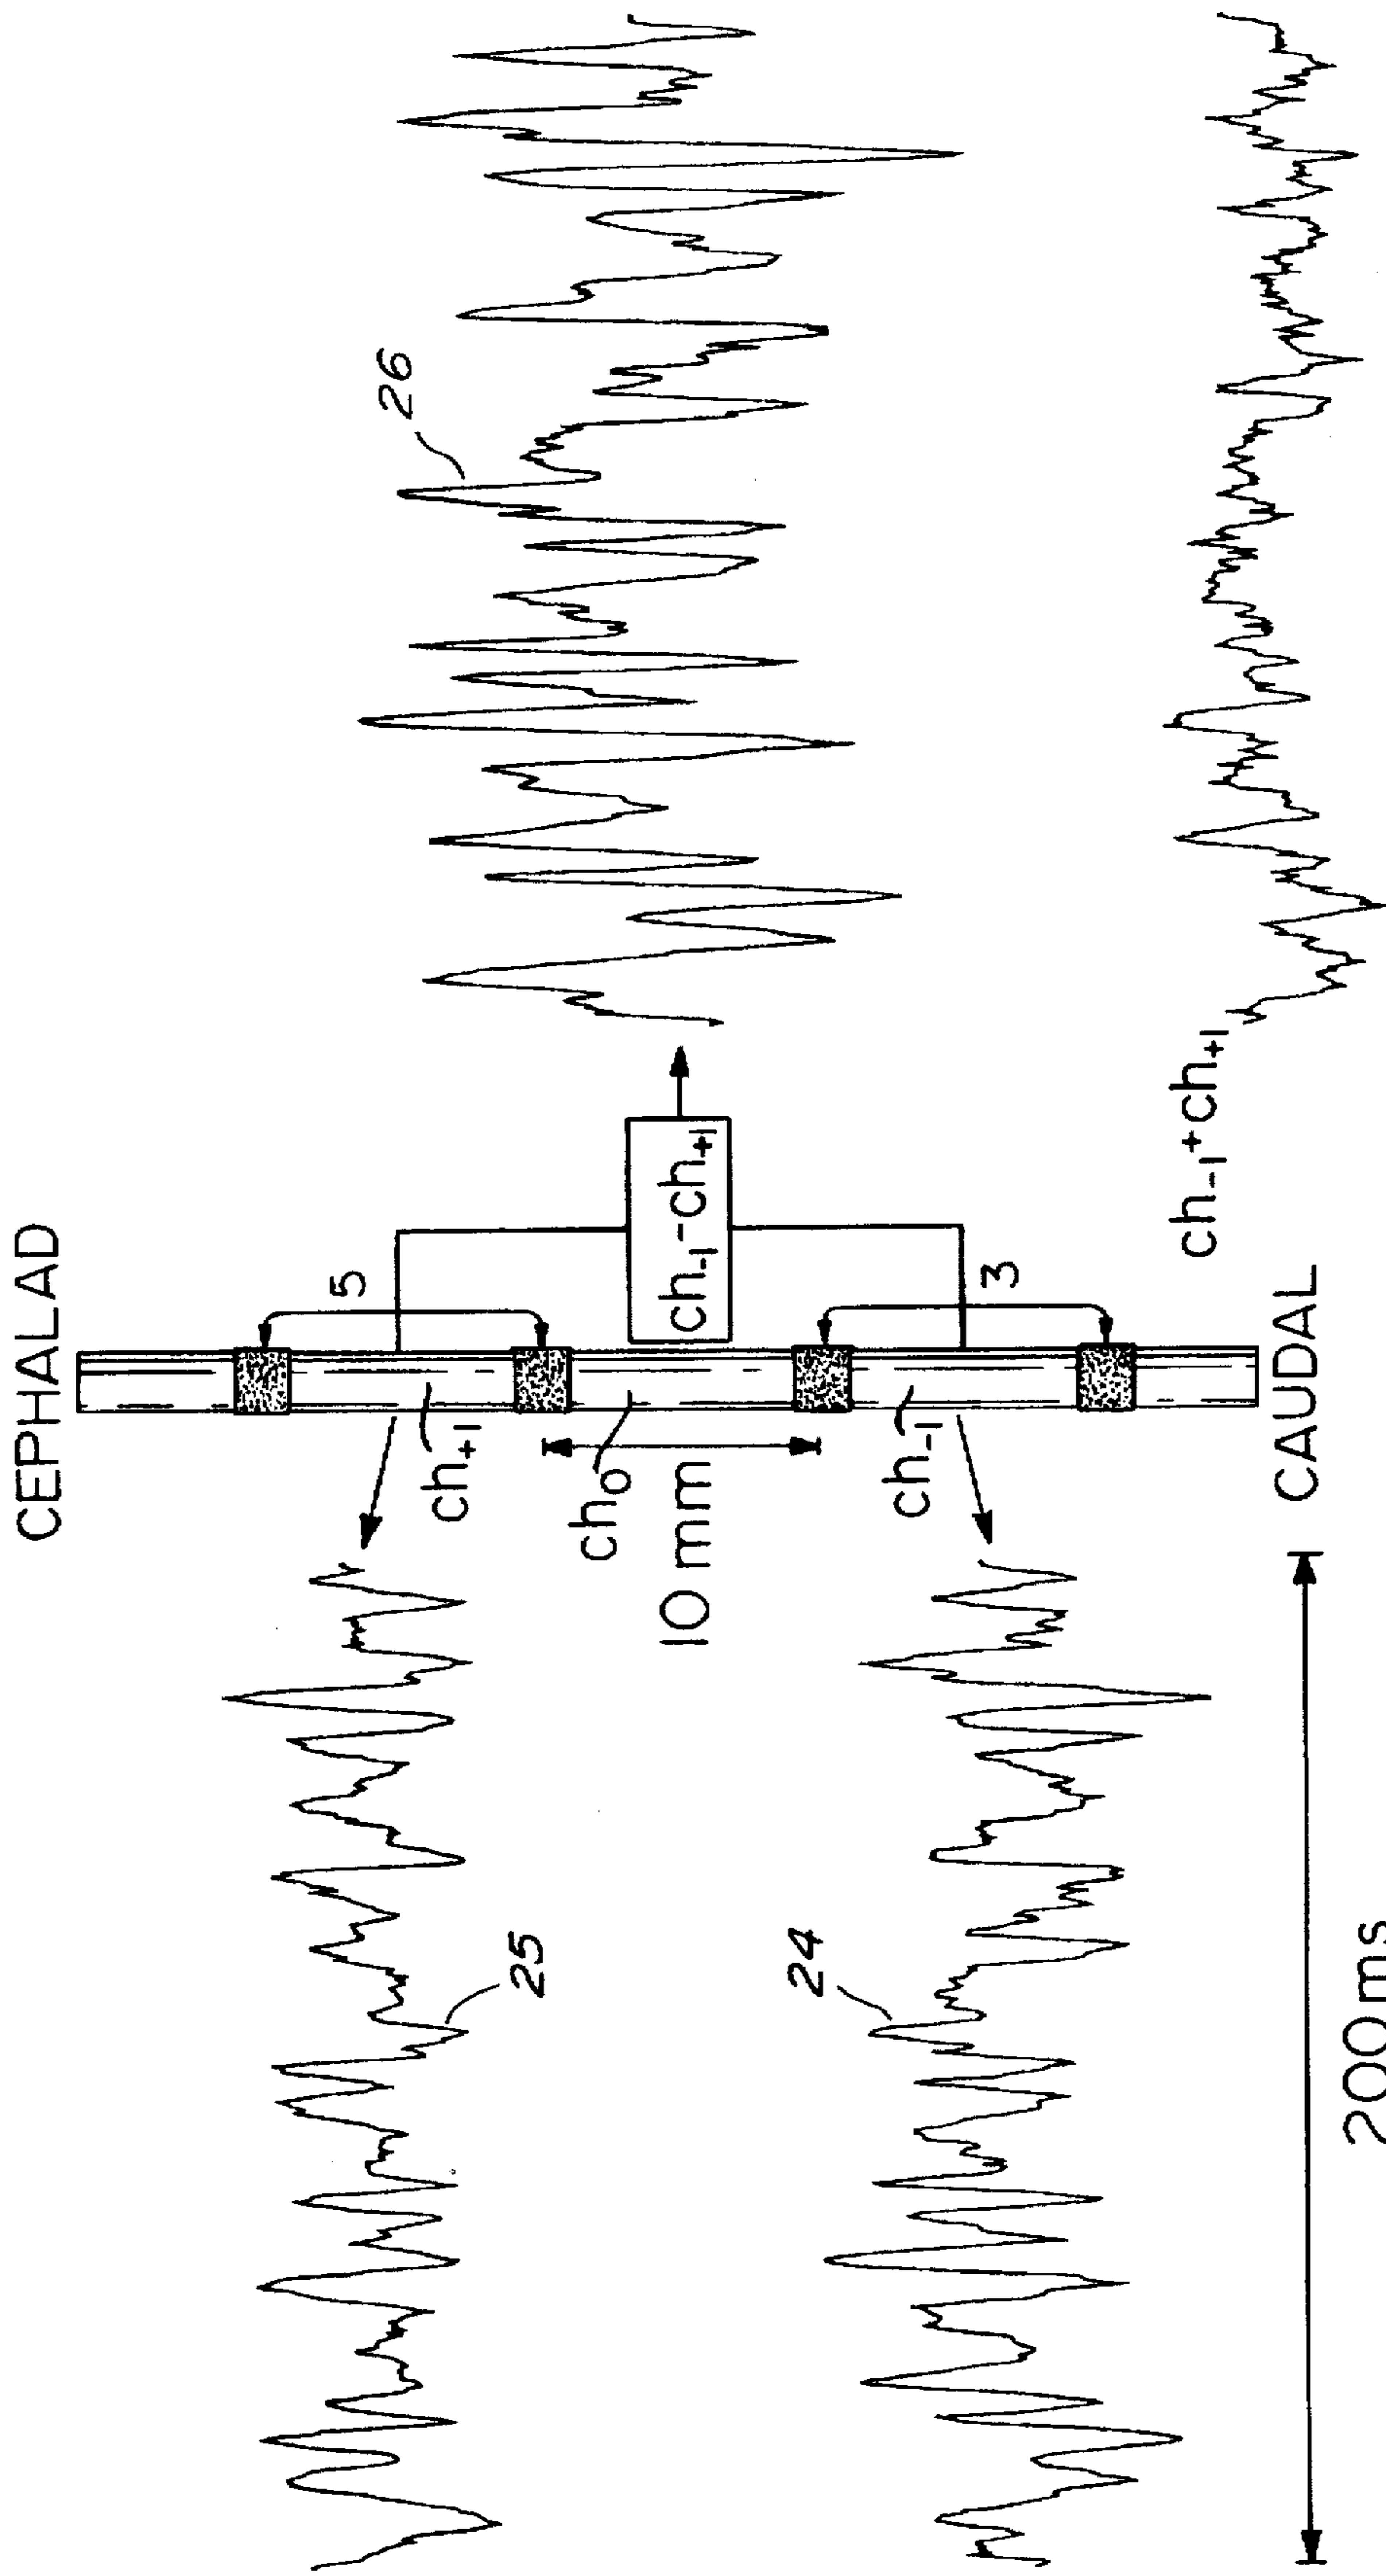 CEPHALAD
26
5
ch₊₁
ch₋₁-ch₊₁
ch₀
10 mm
25
24
ch₋₁
3
ch₋₁+ch₊₁
CAUDAL
200 ms